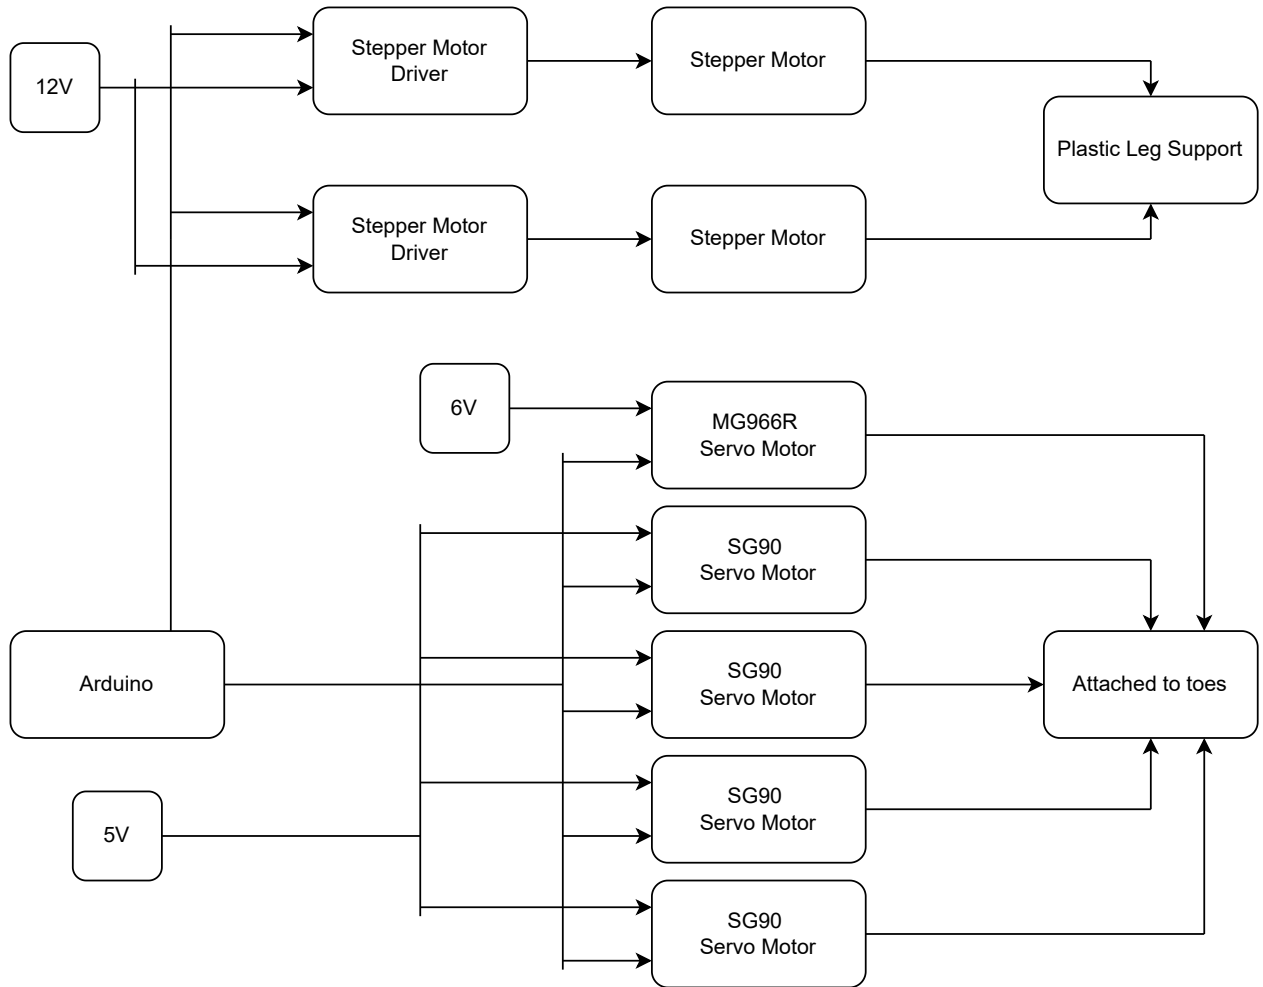 Stepper Motor
Driver
Stepper Motor
12V
Plastic Leg Support
Stepper Motor
Driver
Stepper Motor
6V
MG966R
Servo Motor
SG90
Servo Motor
Arduino
SG90
Servo Motor
Attached to toes
5V
SG90
Servo Motor
SG90
Servo Motor